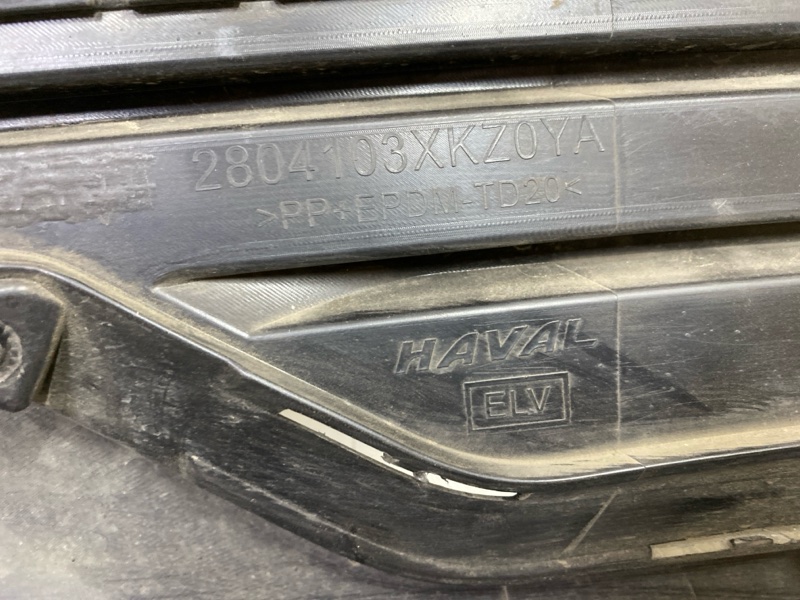 2804103XKZ0YA
>PP+EPDM-TD20<
HAVAL
ELV